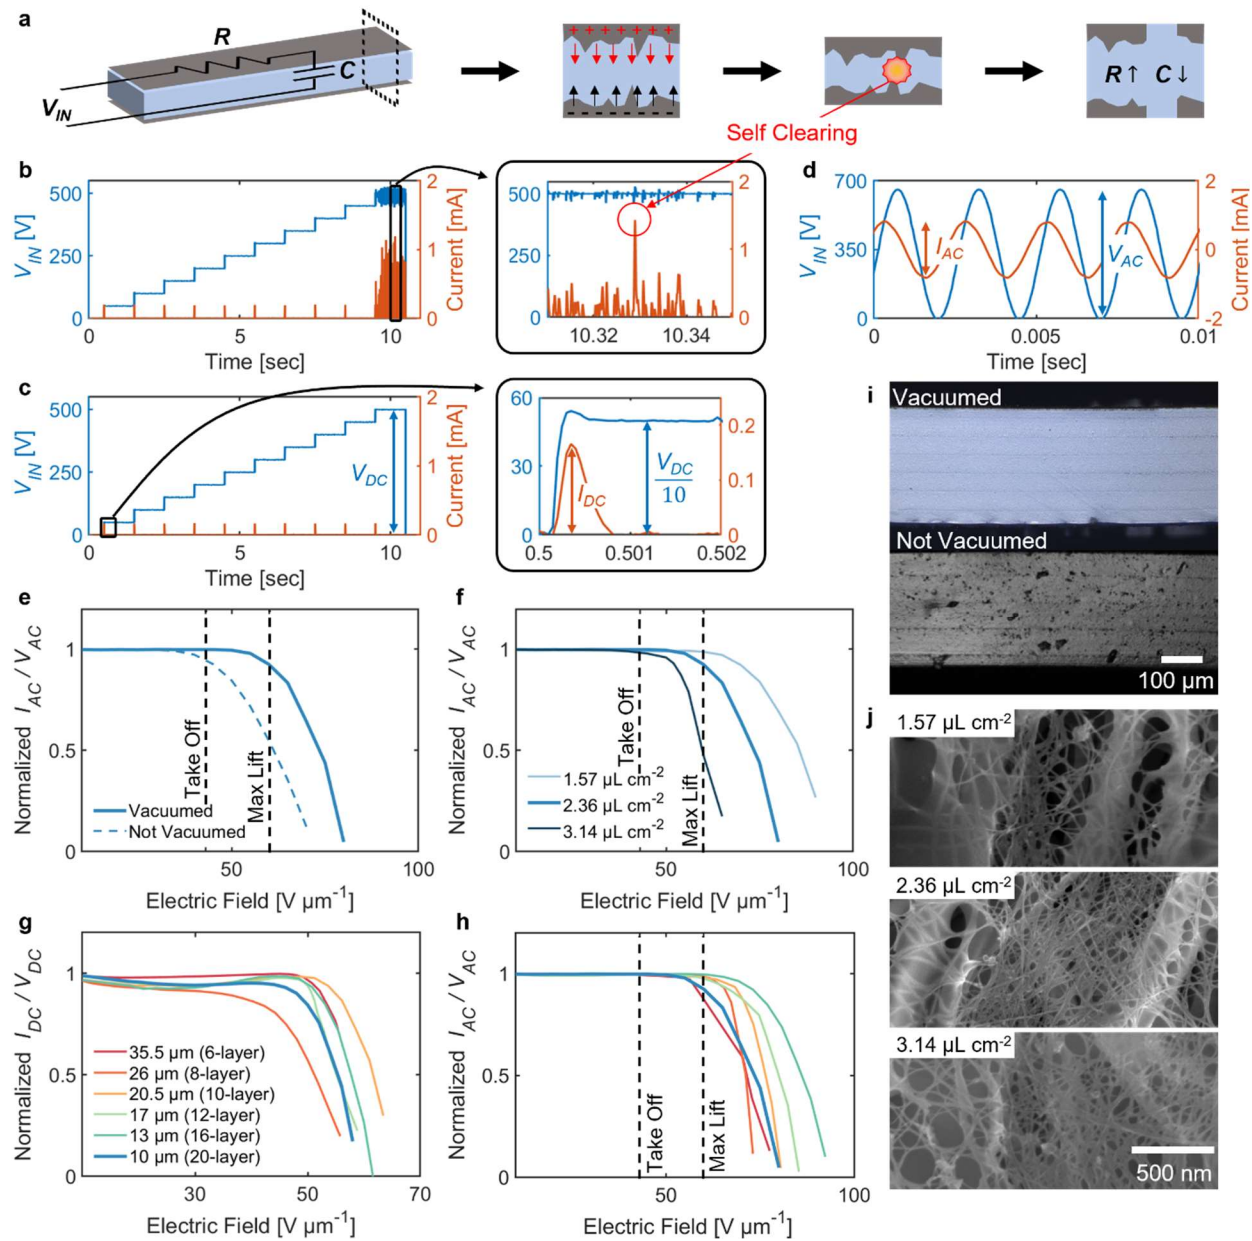 a
R
C
V_IN
+ + + + + + +
- - - - - - - -
Self Clearing
R ↑ C ↓
b
500
250
0
V_IN [V]
2
1
0
Current [mA]
0
5
10
Time [sec]
500
250
0
2
1
0
10.32
10.34
d
700
350
0
V_IN [V]
I_AC
V_AC
2
0
-2
Current [mA]
0
0.005
0.01
Time [sec]
c
500
250
0
V_IN [V]
V_DC
2
1
0
Current [mA]
0
5
10
Time [sec]
60
30
0
I_DC
V_DC
10
0.2
0.1
0
0.5
0.501
0.502
i
Vacuumed
Not Vacuumed
100 µm
e
Normalized I_AC / V_AC
1
0.5
0
Take Off
Max Lift
Vacuumed
Not Vacuumed
50
100
Electric Field [V µm⁻¹]
f
Normalized I_AC / V_AC
1
0.5
0
Take Off
Max Lift
1.57 µL cm⁻²
2.36 µL cm⁻²
3.14 µL cm⁻²
50
100
Electric Field [V µm⁻¹]
j
1.57 µL cm⁻²
2.36 µL cm⁻²
3.14 µL cm⁻²
500 nm
g
Normalized I_DC / V_DC
1
0.5
0
35.5 µm (6-layer)
26 µm (8-layer)
20.5 µm (10-layer)
17 µm (12-layer)
13 µm (16-layer)
10 µm (20-layer)
30
50
70
Electric Field [V µm⁻¹]
h
Normalized I_AC / V_AC
1
0.5
0
Take Off
Max Lift
50
100
Electric Field [V µm⁻¹]